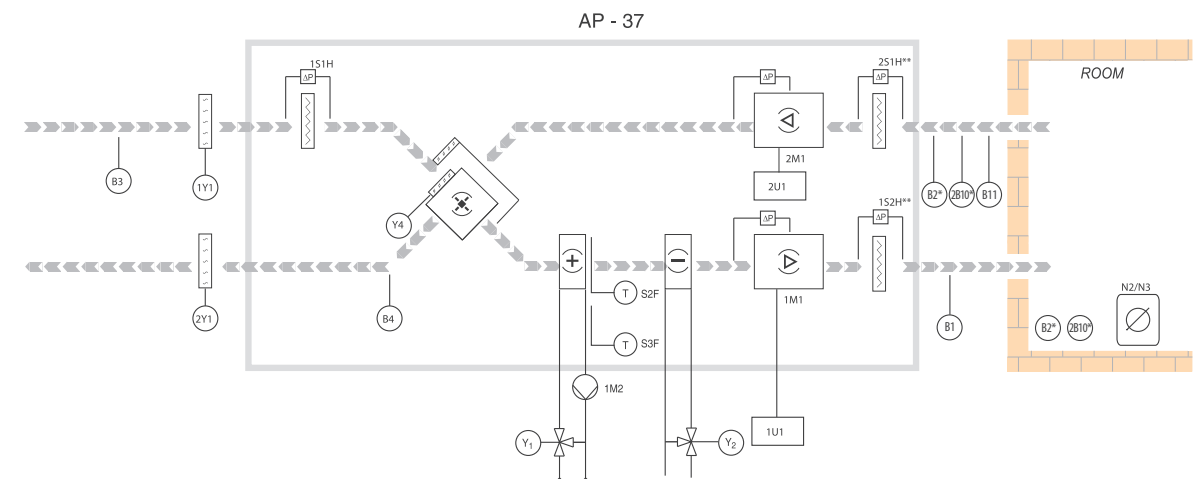 AP - 37
1S1H
ΔP
ΔP
2S1H**
ΔP
ROOM
B3
1Y1
2M1
2U1
B2*
2B10*
B11
Y4
ΔP
1S2H**
ΔP
+
−
T S2F
1M1
N2/N3
2Y1
B4
B1
B2*
2B10*
T S3F
1M2
1U1
Y1
Y2